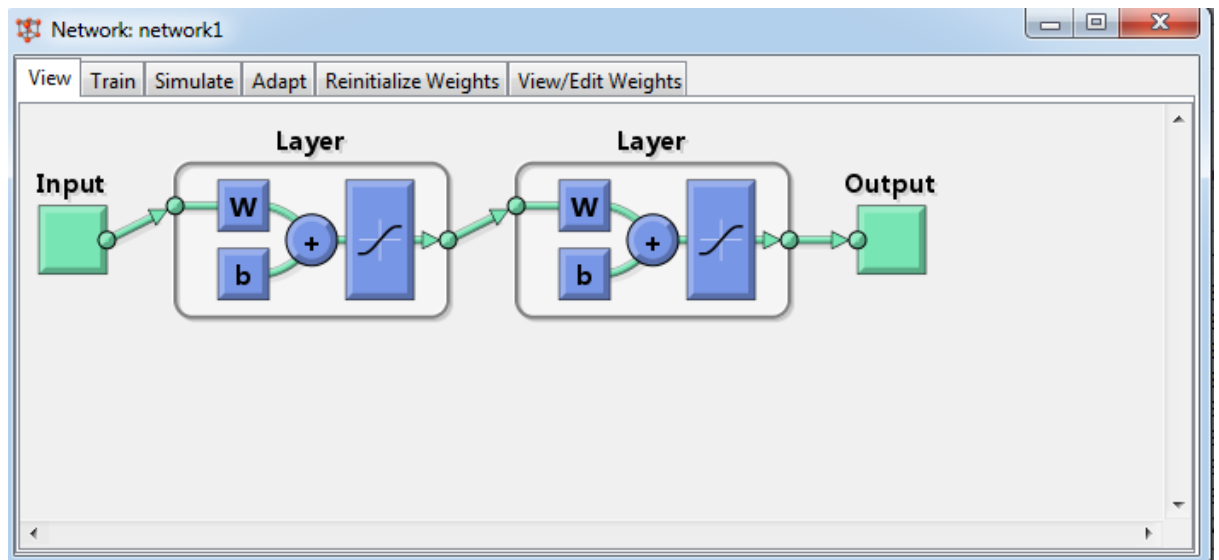 Network: network1
View Train Simulate Adapt Reinitialize Weights View/Edit Weights
Layer Layer
Input Output
W W
+ +
b b